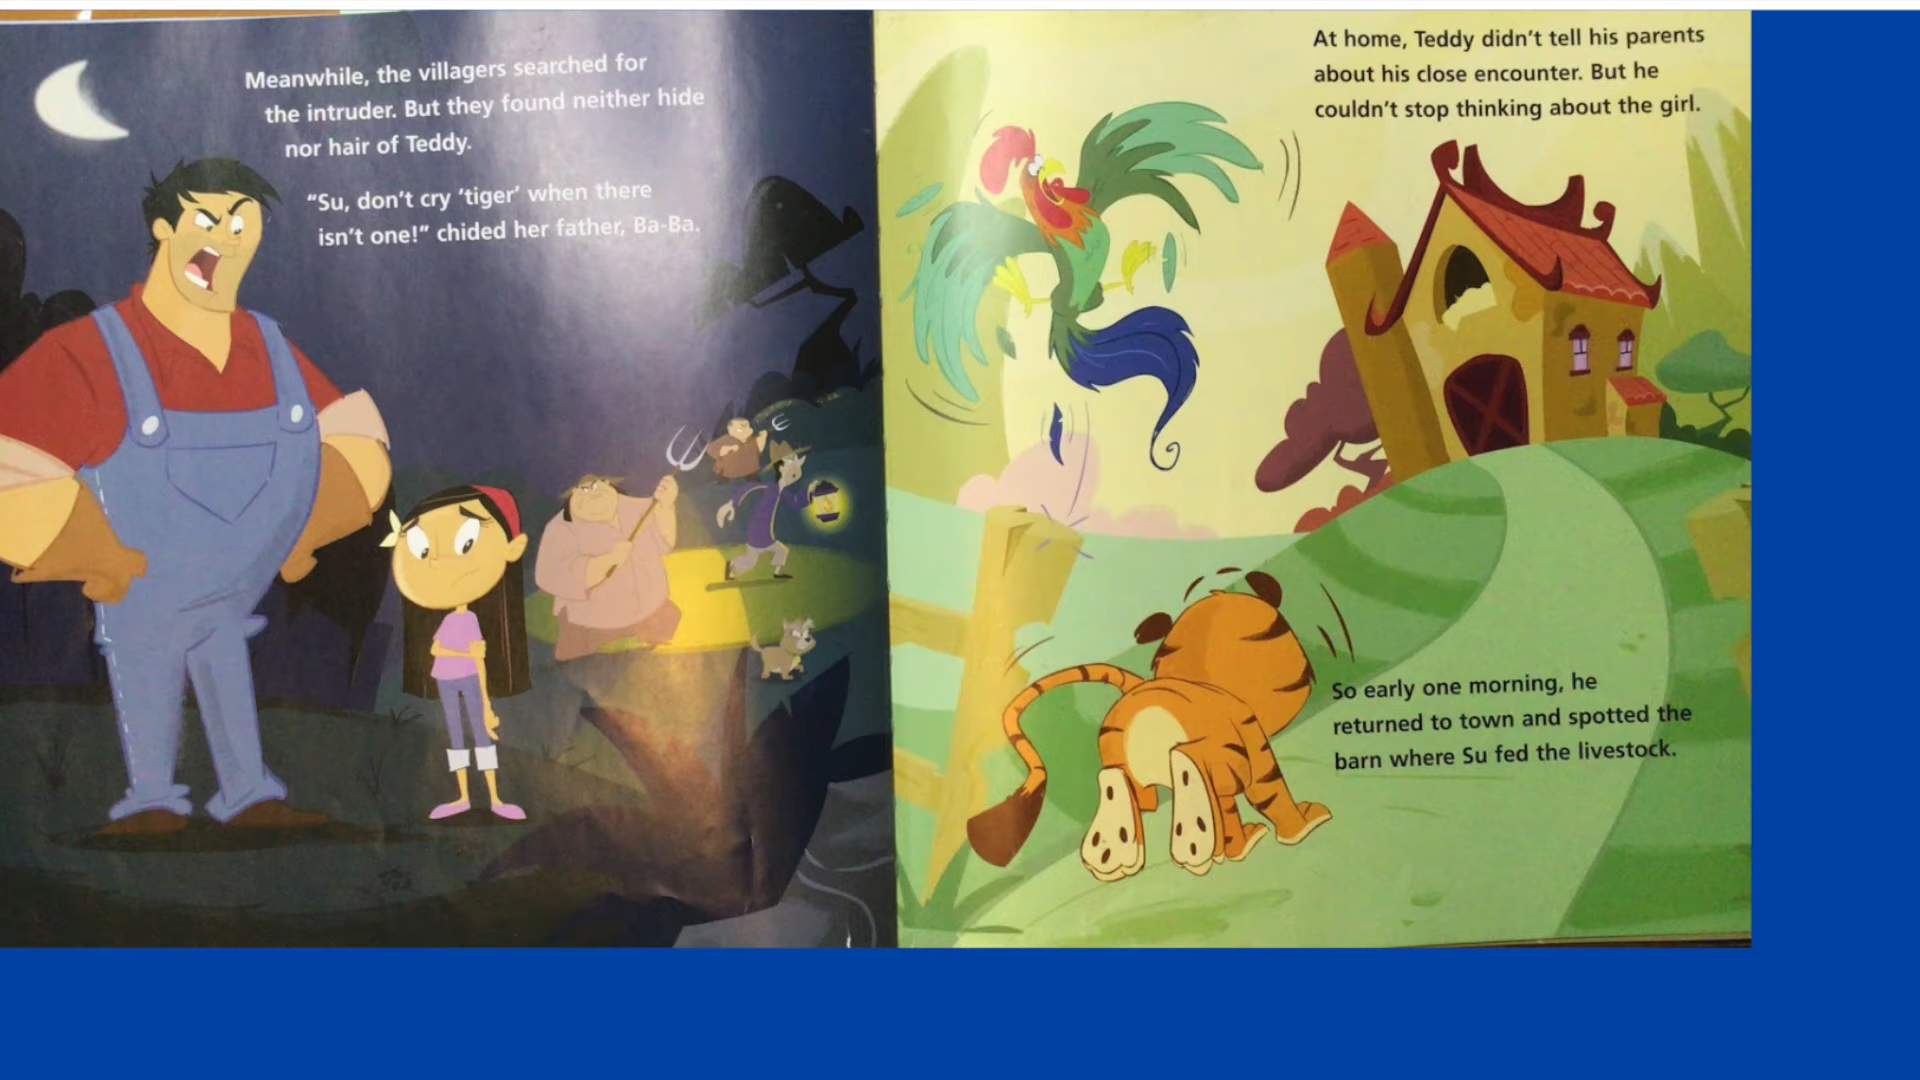 Meanwhile, the villagers searched for
the intruder. But they found neither hide
nor hair of Teddy.
“Su, don’t cry ‘tiger’ when there
isn’t one!” chided her father, Ba-Ba.
At home, Teddy didn’t tell his parents
about his close encounter. But he
couldn’t stop thinking about the girl.
So early one morning, he
returned to town and spotted the
barn where Su fed the livestock.